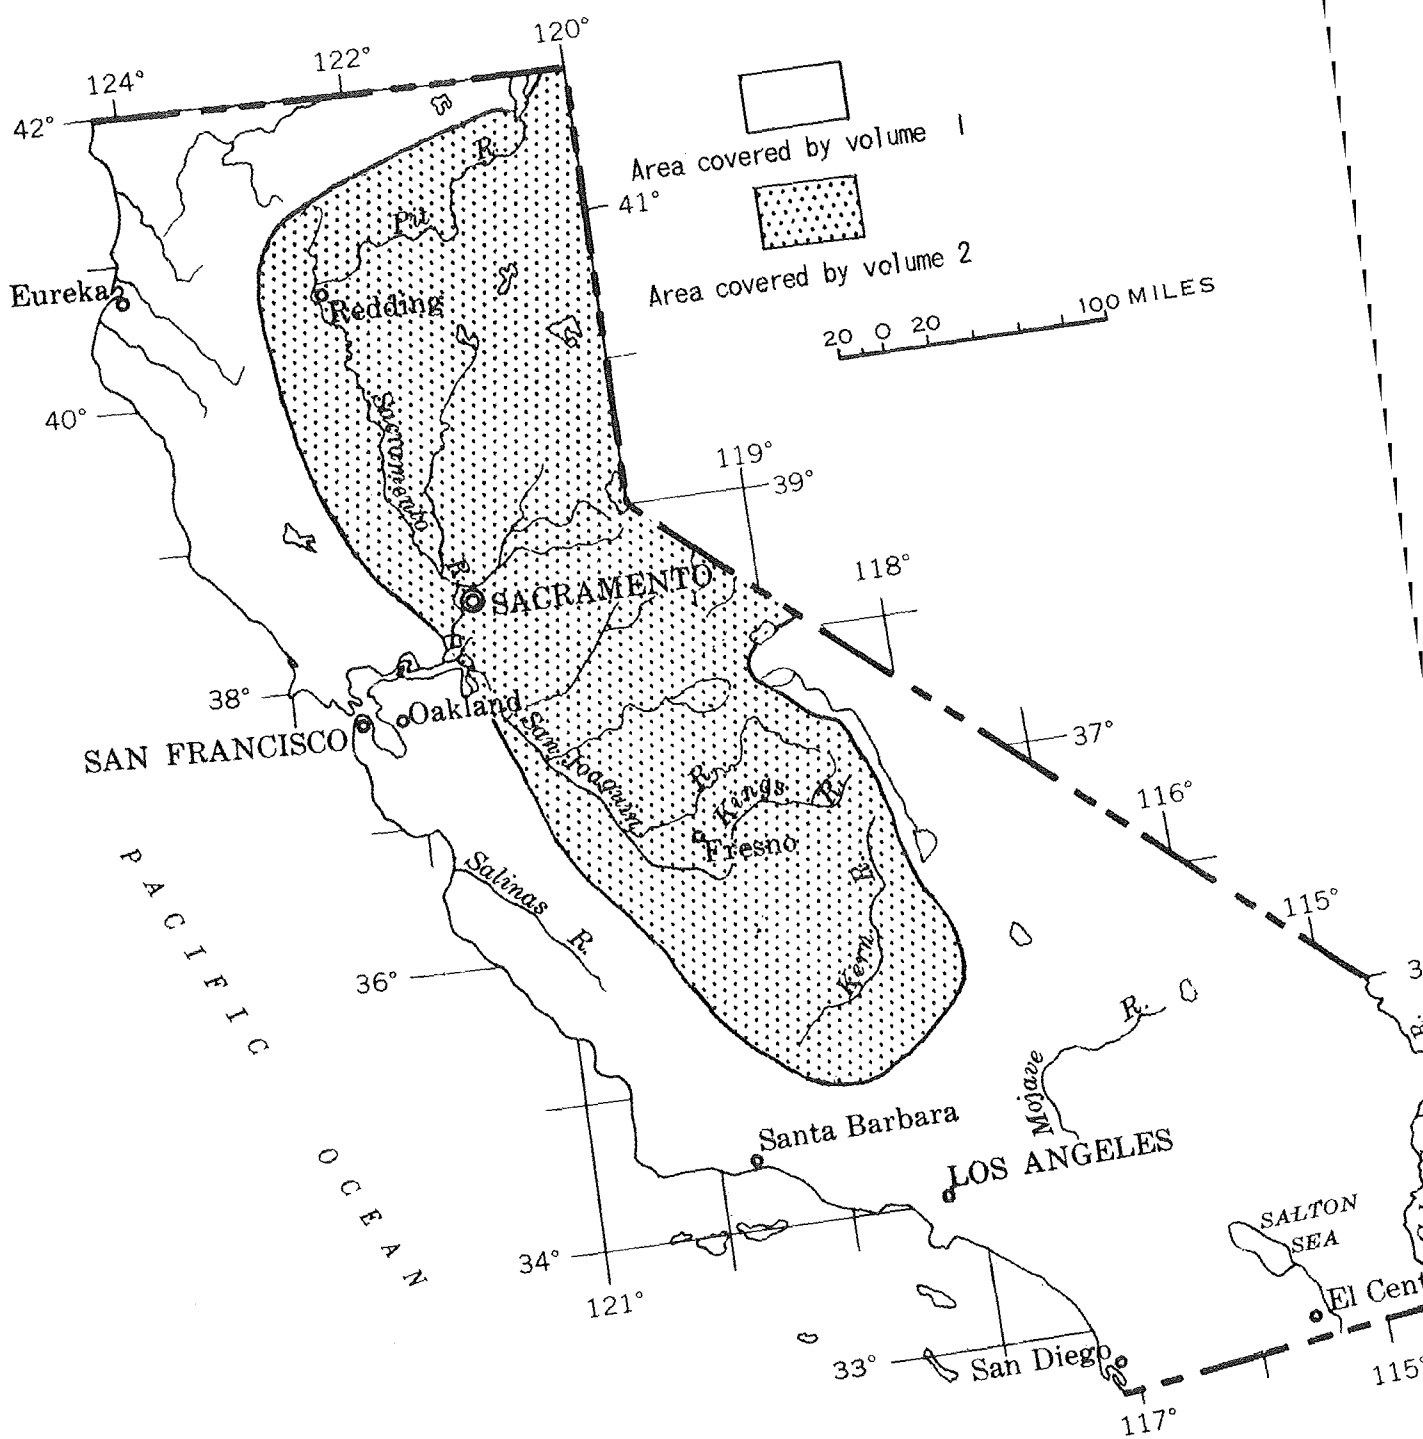 120°
122°
124°
42°
Area covered by volume 1
R.
41°
Pit
Area covered by volume 2
Eureka
Redding
100 MILES
20 0 20
40°
Sacramento
R.
119°
39°
118°
SACRAMENTO
38°
Oakland
SAN FRANCISCO
San Joaquin
R.
37°
Kings
R.
116°
Fresno
PACIFIC
Salinas
R.
R.
Kern
115°
36°
3
R.
R.
Mojave
Santa Barbara
LOS ANGELES
OCEAN
SALTON
SEA
34°
121°
El Cent
33°
San Diego
115°
117°